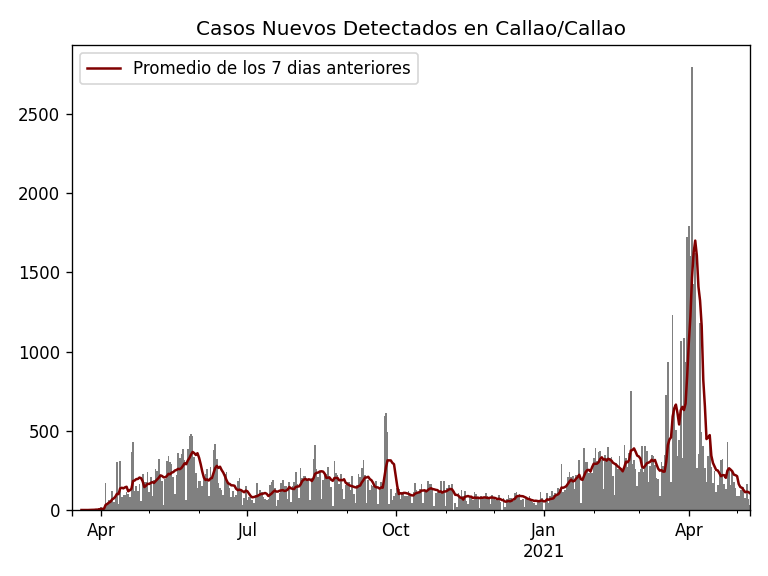 Casos Nuevos Detectados en Callao/Callao
Promedio de los 7 dias anteriores
2500
2000
1500
1000
500
0
Apr Jul Oct Jan Apr
2021